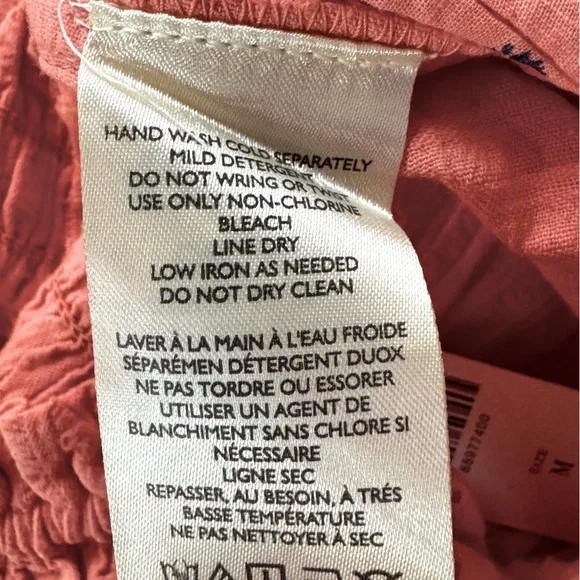 HAND WASH COLD SEPARATELY
MILD DETERGENT
DO NOT WRING OR
USE ONLY NON-CHLORINE
BLEACH
LINE DRY
LOW IRON AS NEEDED
DO NOT DRY CLEAN
LAVER À LA MAIN À L'EAU FROIDE
SÉPARÉMEN DÉTERGENT DUOX
NE PAS TORDRE OU ESSORER
UTILISER UN AGENT DE
BLANCHIMENT SANS CHLORE SI
NÉCESSAIRE
LIGNE SEC
REPASSER, AU BESOIN, À TRÉS
BASSE TEMPÉRATURE
NE PAS NETTOYER À SEC
65977400
SIZE
M